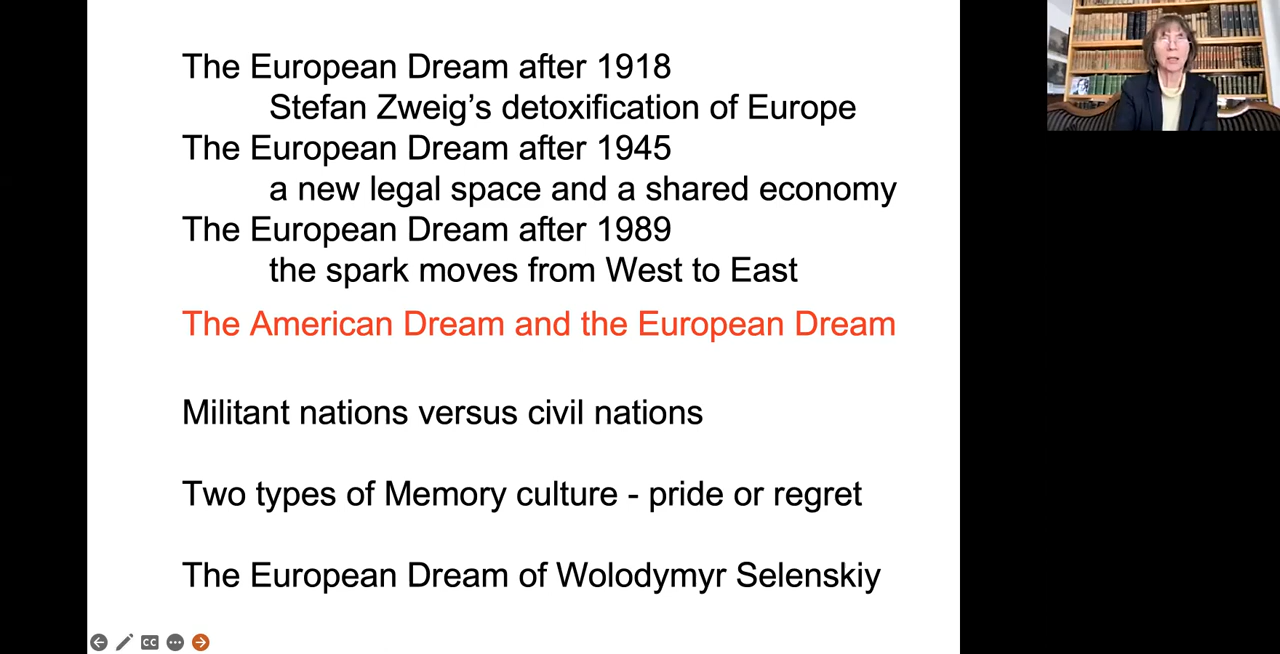 The European Dream after 1918
Stefan Zweig’s detoxification of Europe
The European Dream after 1945
a new legal space and a shared economy
The European Dream after 1989
the spark moves from West to East
The American Dream and the European Dream
Militant nations versus civil nations
Two types of Memory culture - pride or regret
The European Dream of Wolodymyr Selenskiy
CC